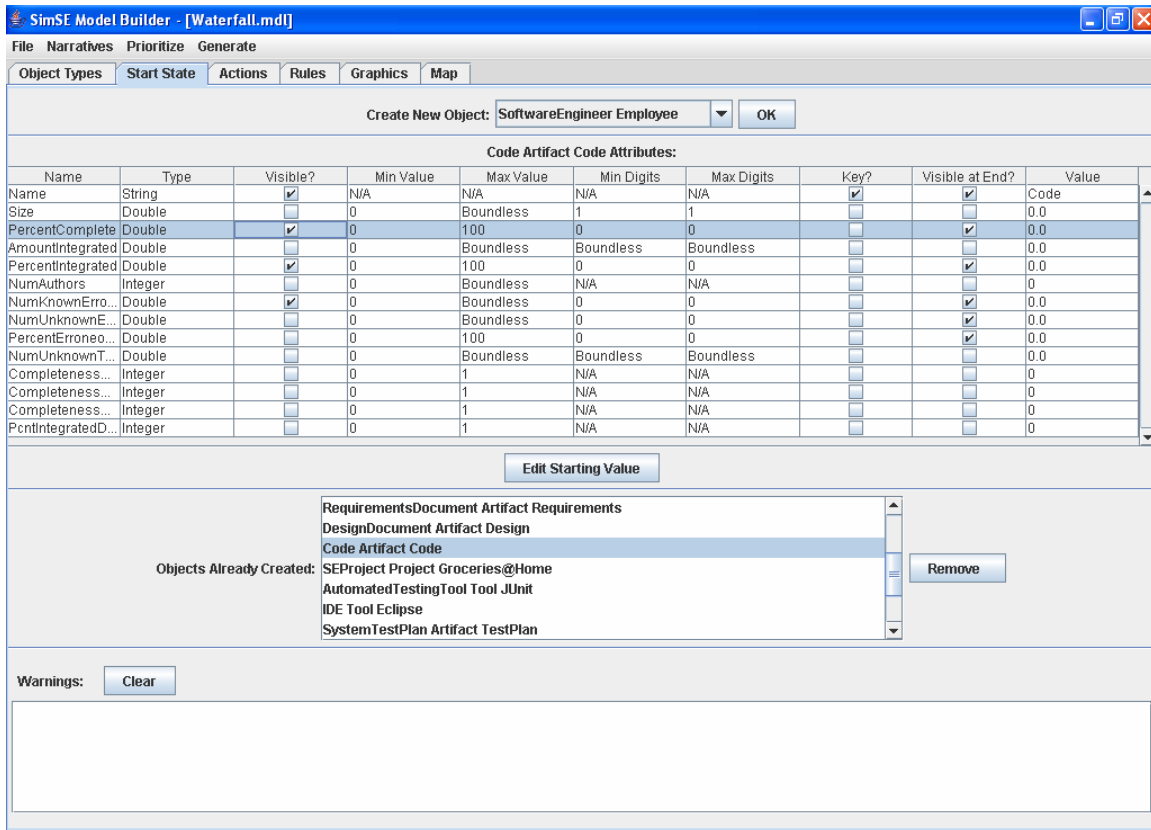 SimSE Model Builder - [Waterfall.mdl]
File Narratives Prioritize Generate
Object Types Start State Actions Rules Graphics Map
Create New Object: SoftwareEngineer Employee OK
Code Artifact Code Attributes:
Name Type Visible? Min Value Max Value Min Digits Max Digits Key? Visible at End? Value
Name String N/A N/A N/A N/A Code
Size Double 0 Boundless 1 1 0.0
PercentComplete Double 0 100 0 0 0.0
AmountIntegrated Double 0 Boundless Boundless Boundless 0.0
PercentIntegrated Double 0 100 0 0 0.0
NumAuthors Integer 0 Boundless N/A N/A 0
NumKnownErro... Double 0 Boundless 0 0 0.0
NumUnknownE... Double 0 Boundless 0 0 0.0
PercentErroneo... Double 0 100 0 0 0.0
NumUnknownT... Double 0 Boundless Boundless Boundless 0.0
Completeness... Integer 0 1 N/A N/A 0
Completeness... Integer 0 1 N/A N/A 0
Completeness... Integer 0 1 N/A N/A 0
PcntIntegratedD... Integer 0 1 N/A N/A 0
Edit Starting Value
RequirementsDocument Artifact Requirements
DesignDocument Artifact Design
Code Artifact Code
Objects Already Created: SEProject Project Groceries@Home Remove
AutomatedTestingTool Tool JUnit
IDE Tool Eclipse
SystemTestPlan Artifact TestPlan
Warnings: Clear